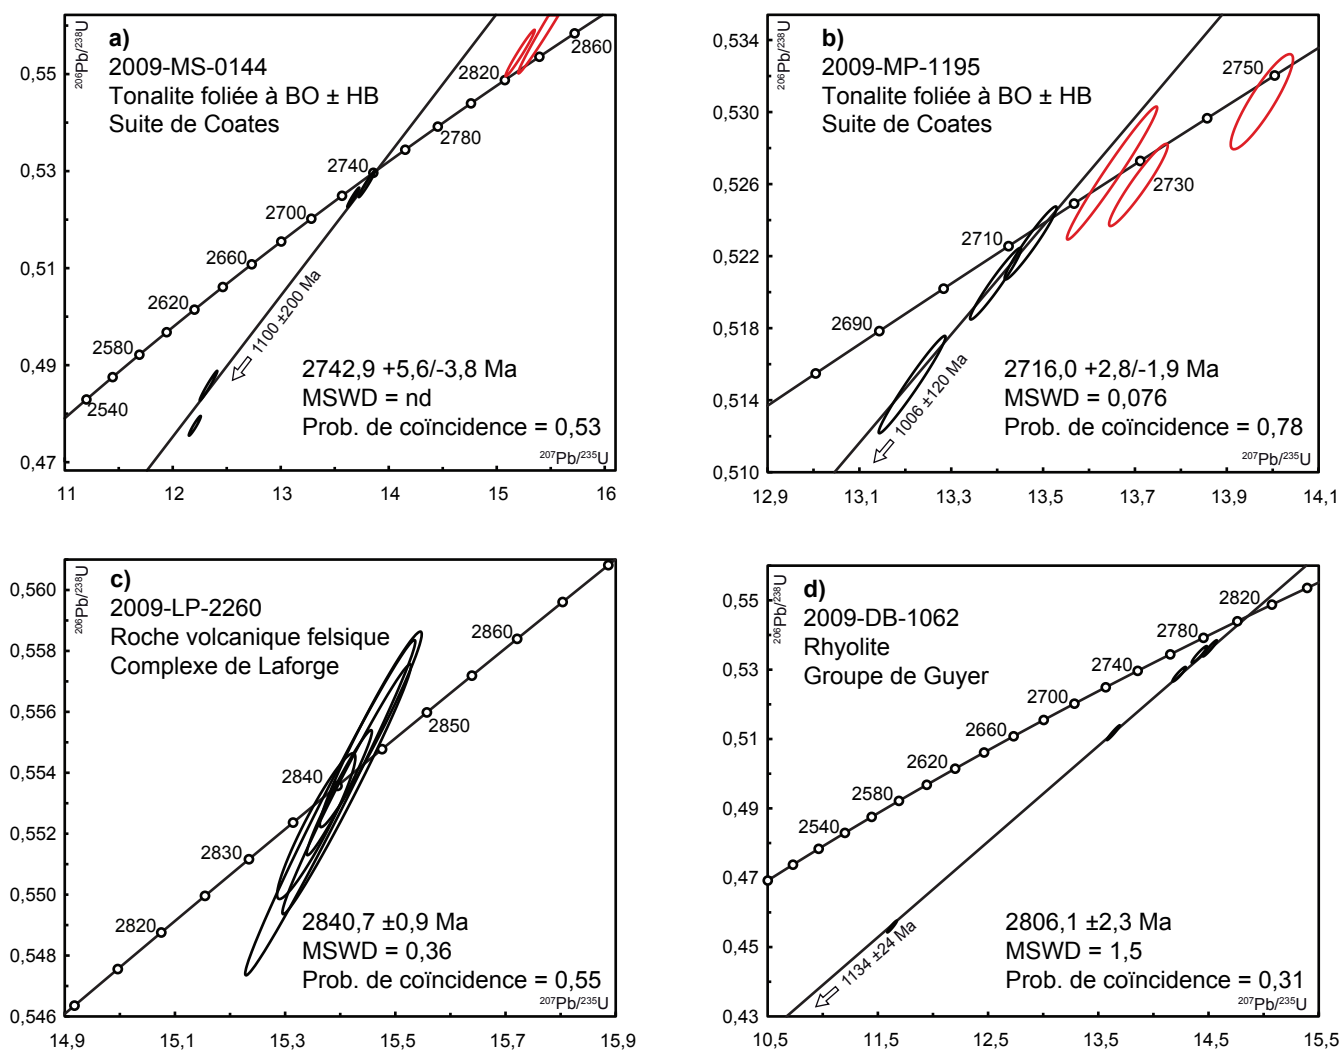 a)
2009-MS-0144
Tonalite foliée à BO ± HB
Suite de Coates
²⁰⁶Pb/²³⁸U
0,55
0,53
0,51
0,49
0,47
2860
2820
2780
2740
2700
2660
2620
2580
2540
1100 ±200 Ma
2742,9 +5,6/-3,8 Ma
MSWD = nd
Prob. de coïncidence = 0,53
²⁰⁷Pb/²³⁵U
11 12 13 14 15 16
b)
2009-MP-1195
Tonalite foliée à BO ± HB
Suite de Coates
²⁰⁶Pb/²³⁸U
0,534
0,530
0,526
0,522
0,518
0,514
0,510
2750
2730
2710
2690
1006 ±120 Ma
2716,0 +2,8/-1,9 Ma
MSWD = 0,076
Prob. de coïncidence = 0,78
²⁰⁷Pb/²³⁵U
12,9 13,1 13,3 13,5 13,7 13,9 14,1
c)
2009-LP-2260
Roche volcanique felsique
Complexe de Laforge
²⁰⁶Pb/²³⁸U
0,560
0,558
0,556
0,554
0,552
0,550
0,548
0,546
2860
2850
2840
2830
2820
2840,7 ±0,9 Ma
MSWD = 0,36
Prob. de coïncidence = 0,55
²⁰⁷Pb/²³⁵U
14,9 15,1 15,3 15,5 15,7 15,9
d)
2009-DB-1062
Rhyolite
Groupe de Guyer
²⁰⁶Pb/²³⁸U
0,55
0,53
0,51
0,49
0,47
0,45
0,43
2820
2780
2740
2700
2660
2620
2580
2540
1134 ±24 Ma
2806,1 ±2,3 Ma
MSWD = 1,5
Prob. de coïncidence = 0,31
²⁰⁷Pb/²³⁵U
10,5 11,5 12,5 13,5 14,5 15,5